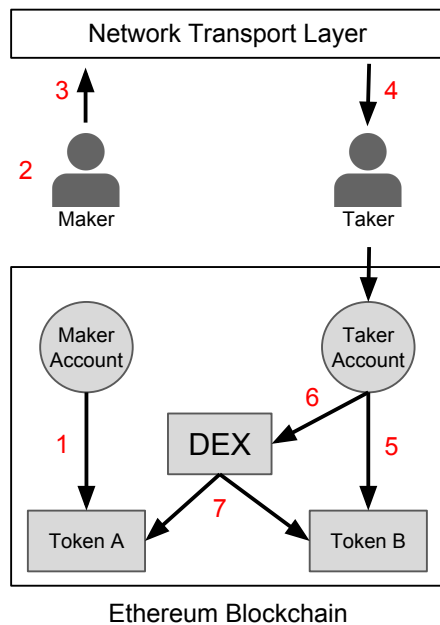 Network Transport Layer
3
4
2
Maker
Taker
Maker
Account
Taker
Account
6
1
DEX
5
7
Token A
Token B
Ethereum Blockchain